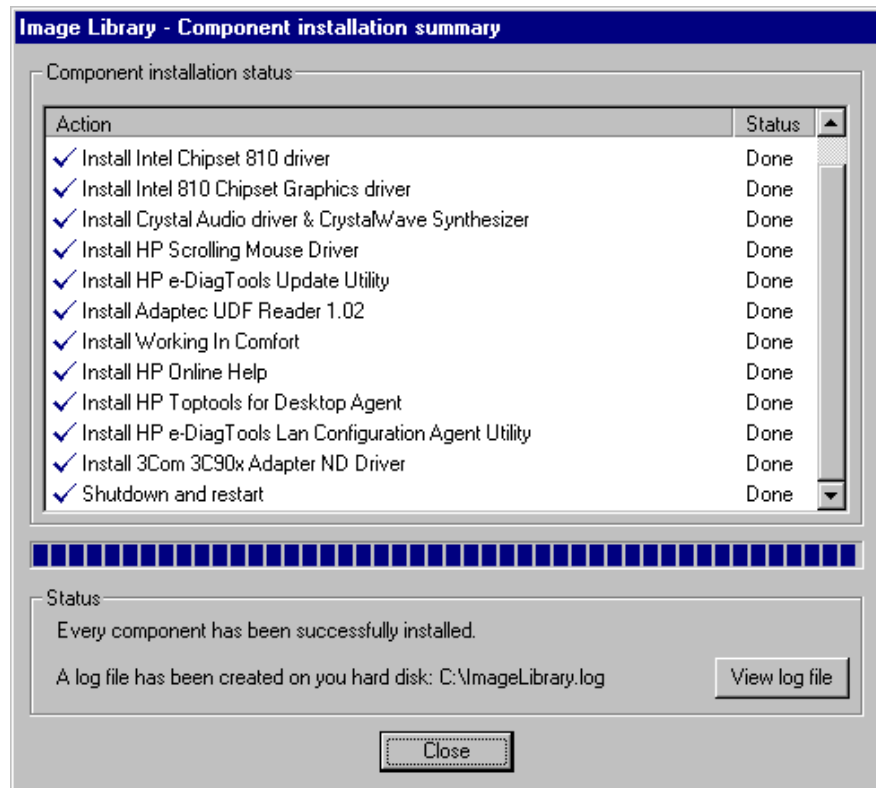 Image Library - Component installation summary
Component installation status
Action Status
Install Intel Chipset 810 driver Done
Install Intel 810 Chipset Graphics driver Done
Install Crystal Audio driver & CrystalWave Synthesizer Done
Install HP Scrolling Mouse Driver Done
Install HP e-DiagTools Update Utility Done
Install Adaptec UDF Reader 1.02 Done
Install Working In Comfort Done
Install HP Online Help Done
Install HP Toptools for Desktop Agent Done
Install HP e-DiagTools Lan Configuration Agent Utility Done
Install 3Com 3C90x Adapter ND Driver Done
Shutdown and restart Done
Status
Every component has been successfully installed.
A log file has been created on you hard disk: C:\ImageLibrary.log View log file
Close